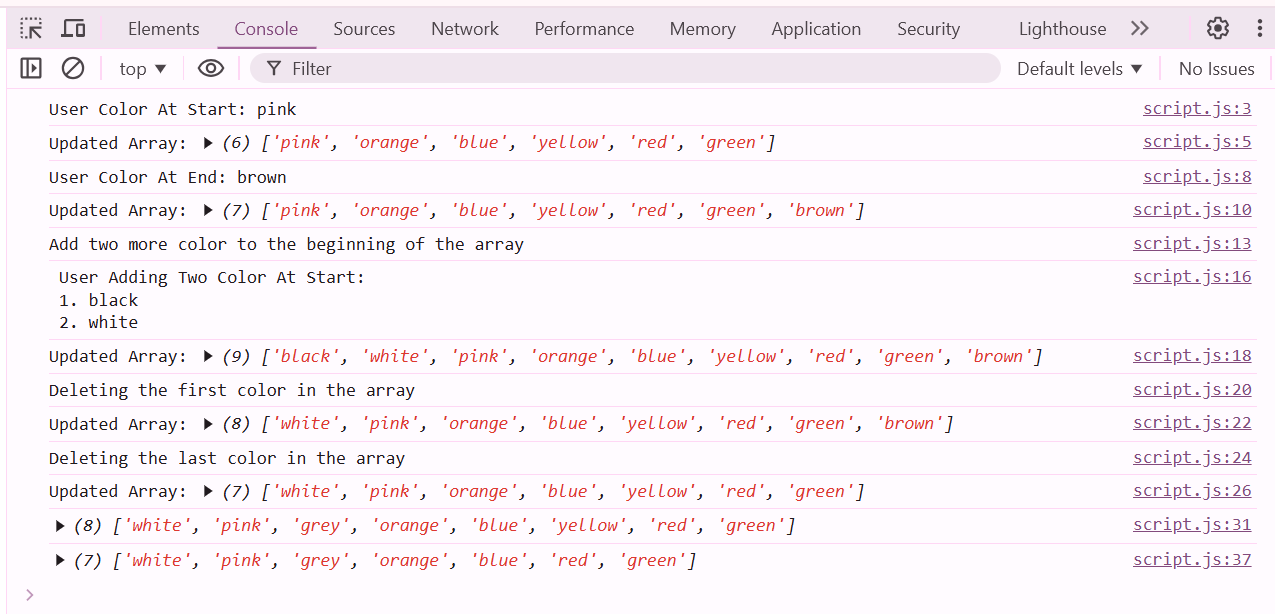 Elements Console Sources Network Performance Memory Application Security Lighthouse
top Filter Default levels No Issues
User Color At Start: pink script.js:3
Updated Array: (6) ['pink', 'orange', 'blue', 'yellow', 'red', 'green'] script.js:5
User Color At End: brown script.js:8
Updated Array: (7) ['pink', 'orange', 'blue', 'yellow', 'red', 'green', 'brown'] script.js:10
Add two more color to the beginning of the array script.js:13
User Adding Two Color At Start: script.js:16
1. black
2. white
Updated Array: (9) ['black', 'white', 'pink', 'orange', 'blue', 'yellow', 'red', 'green', 'brown'] script.js:18
Deleting the first color in the array script.js:20
Updated Array: (8) ['white', 'pink', 'orange', 'blue', 'yellow', 'red', 'green', 'brown'] script.js:22
Deleting the last color in the array script.js:24
Updated Array: (7) ['white', 'pink', 'orange', 'blue', 'yellow', 'red', 'green'] script.js:26
(8) ['white', 'pink', 'grey', 'orange', 'blue', 'yellow', 'red', 'green'] script.js:31
(7) ['white', 'pink', 'grey', 'orange', 'blue', 'red', 'green'] script.js:37